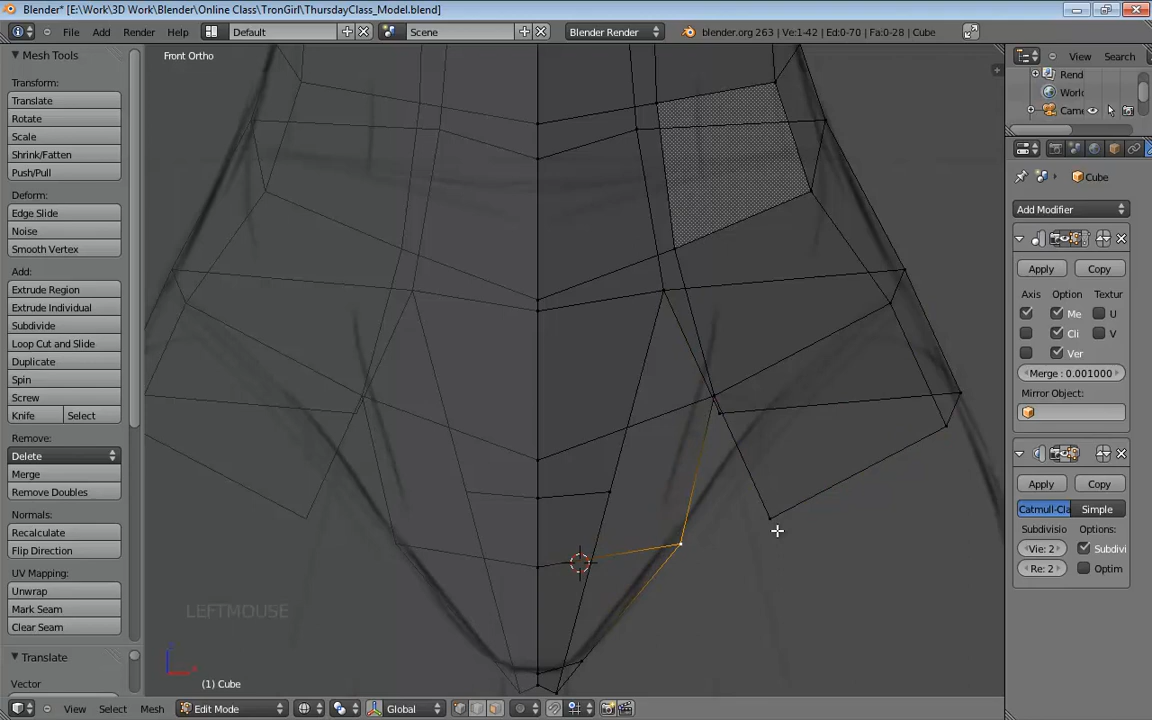 Blender* [E:\Work\3D Work\Blender\Online Class\TronGirl\ThursdayClass_Model.blend]
File Add Render Help Default Scene Blender Render blender.org 263 | Ve:1-42 | Ed:0-70 | Fa:0-28 | Cube
Mesh Tools
Front Ortho
View Search
Rend
World
Came
Transform:
Translate
Rotate
Scale
Shrink/Fatten
Push/Pull
Deform:
Edge Slide
Noise
Smooth Vertex
Add:
Extrude Region
Extrude Individual
Subdivide
Loop Cut and Slide
Duplicate
Spin
Screw
Knife Select
Remove:
Delete
Merge
Remove Doubles
Normals:
Recalculate
Flip Direction
UV Mapping:
Unwrap
Mark Seam
Clear Seam
Translate
Vector
LEFTMOUSE
(1) Cube
View Select Mesh Edit Mode Global
Cube
Add Modifier
Apply Copy
Axis Option Textur
Me U
Cli V
Ver
Merge : 0.001000
Mirror Object:
Apply Copy
Catmull-Cla Simple
Subdivisio Options:
Vie: 2 Subdivi
Re: 2 Optim